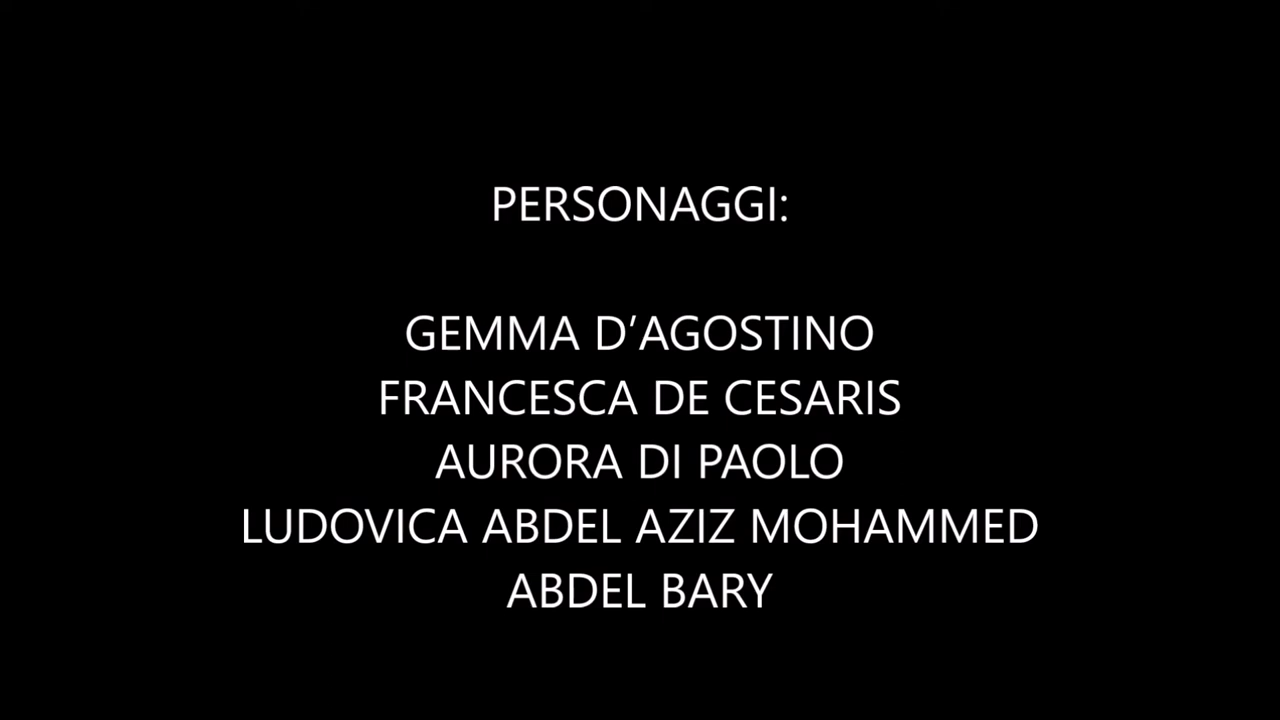 PERSONAGGI:
GEMMA D’AGOSTINO
FRANCESCA DE CESARIS
AURORA DI PAOLO
LUDOVICA ABDEL AZIZ MOHAMMED
ABDEL BARY